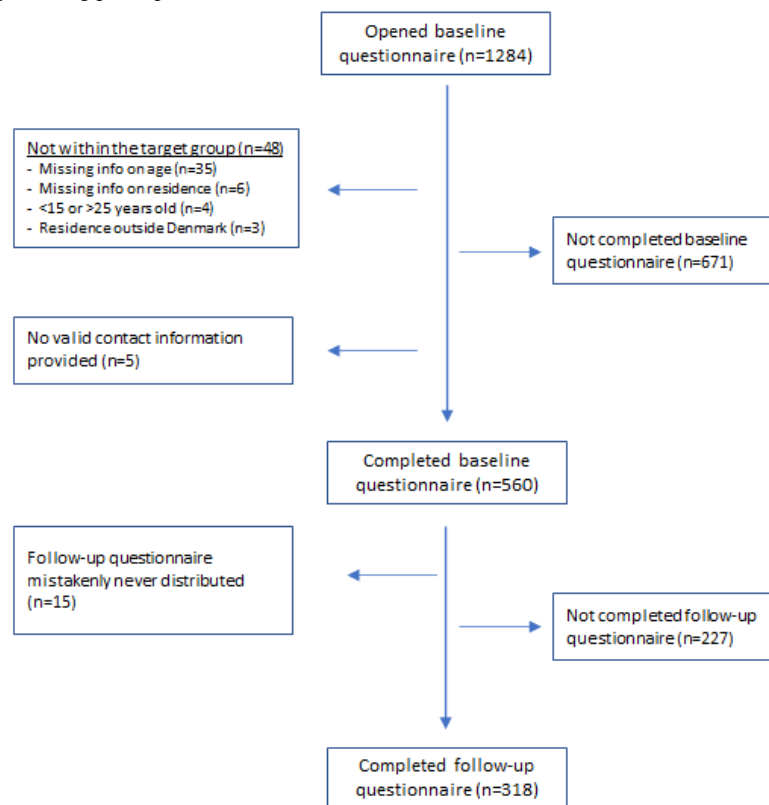 Opened baseline
questionnaire (n=1284)
Not within the target group (n=48)
- Missing info on age (n=35)
- Missing info on residence (n=6)
- <15 or >25 years old (n=4)
- Residence outside Denmark (n=3)
Not completed baseline
questionnaire (n=671)
No valid contact information
provided (n=5)
Completed baseline
questionnaire (n=560)
Follow-up questionnaire
mistakenly never distributed
(n=15)
Not completed follow-up
questionnaire (n=227)
Completed follow-up
questionnaire (n=318)